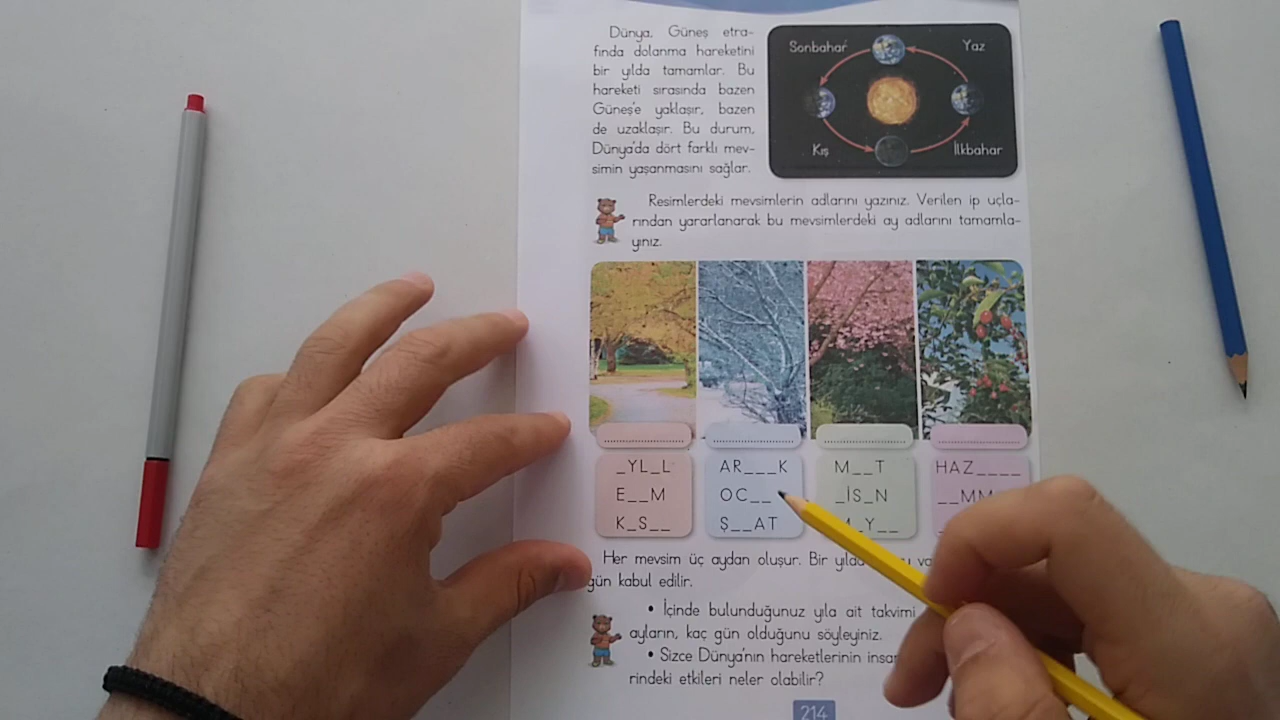 Dünya, Güneş etra-
fında dolanma hareketini
bir yılda tamamlar. Bu
hareketi sırasında bazen
Güneş'e yaklaşır, bazen
de uzaklaşır. Bu durum,
Dünya'da dört farklı mev-
simin yaşanmasını sağlar.
Sonbahar Yaz
Kış İlkbahar
Resimlerdeki mevsimlerin adlarını yazınız. Verilen ip uçla-
rından yararlanarak bu mevsimlerdeki ay adlarını tamamla-
yınız.
_YL_L AR___K M__T HAZ____
E__M OC__ _İS_N __MM
K_S__ Ş__AT _Y__
Her mevsim üç aydan oluşur. Bir yılda
gün kabul edilir.
• İçinde bulunduğunuz yıla ait takvimi
ayların, kaç gün olduğunu söyleyiniz.
• Sizce Dünya'nın hareketlerinin
rindeki etkileri neler olabilir?
214